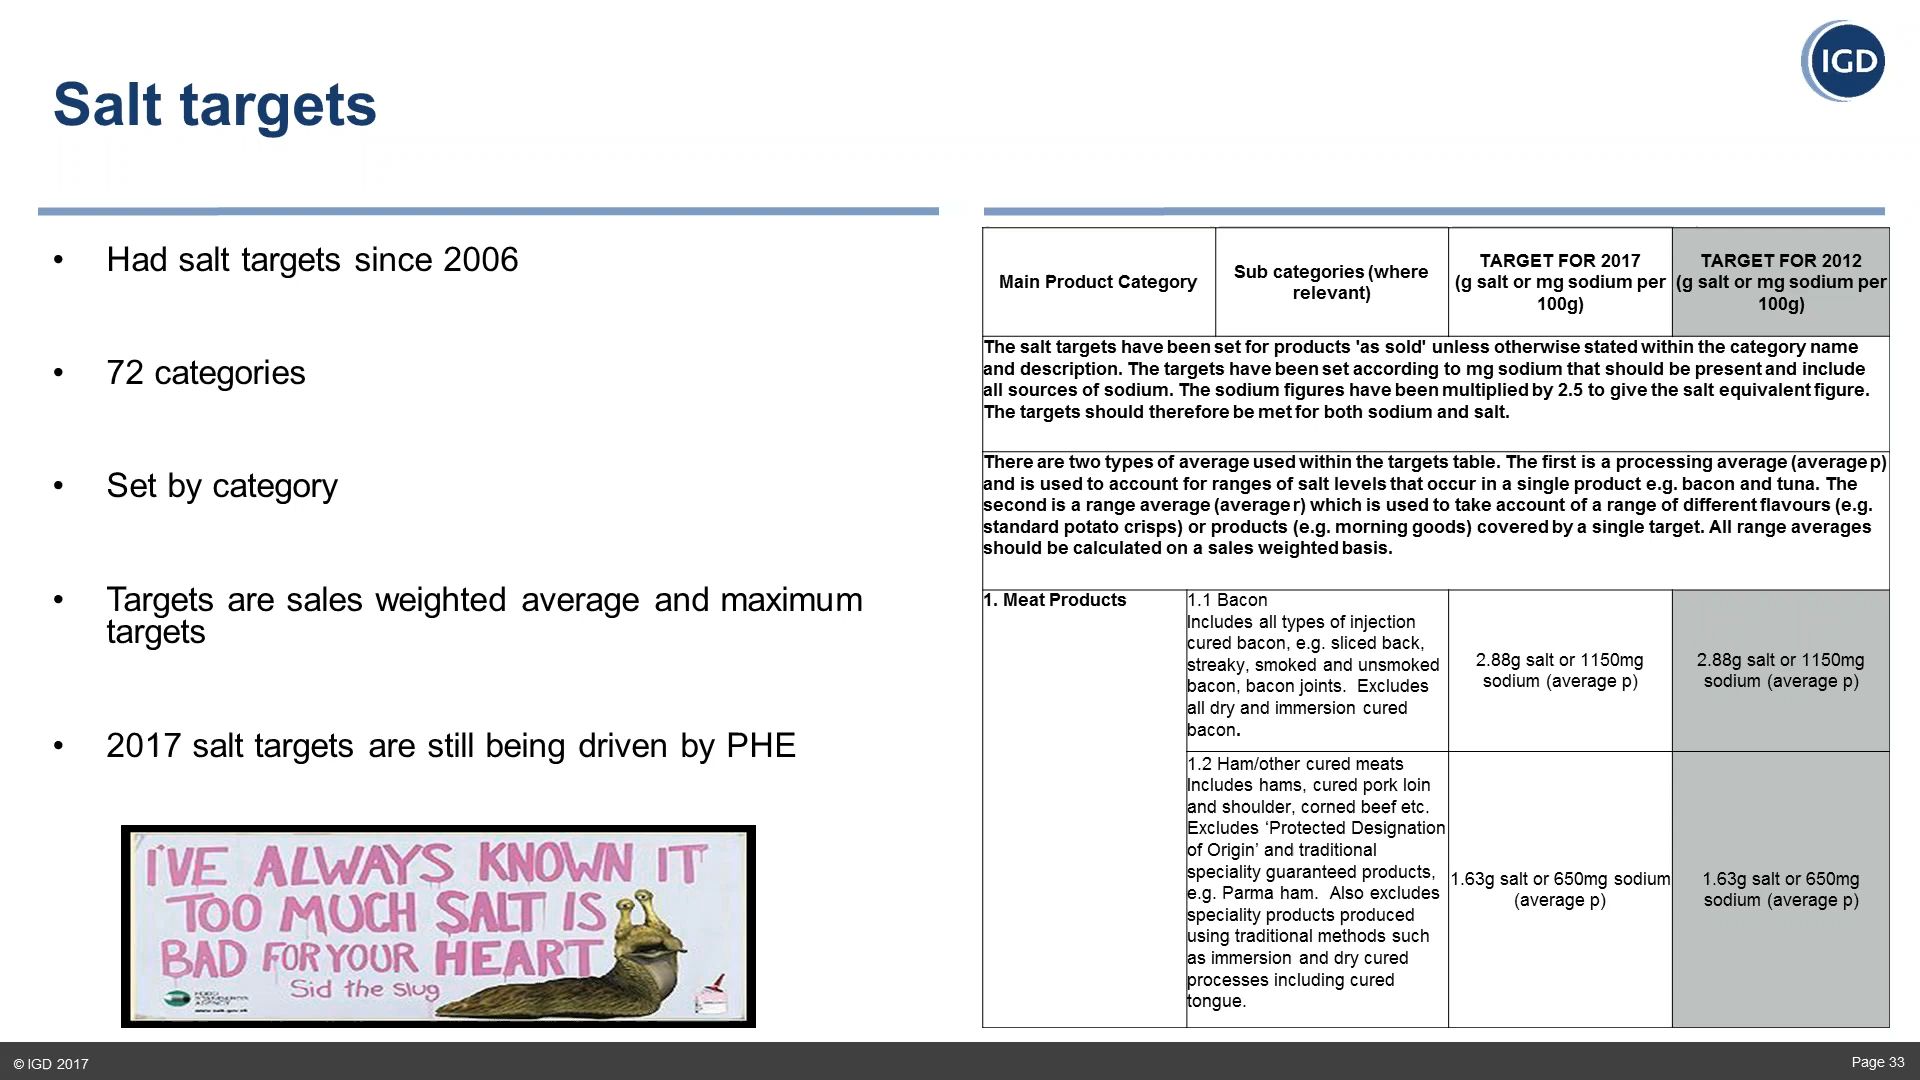 IGD
Salt targets
• Had salt targets since 2006
• 72 categories
• Set by category
• Targets are sales weighted average and maximum
targets
• 2017 salt targets are still being driven by PHE
I'VE ALWAYS KNOWN IT
TOO MUCH SALT IS
BAD FOR YOUR HEART
Sid the slug
FOOD
STANDARDS
AGENCY
Main Product Category
Sub categories (where
relevant)
TARGET FOR 2017
(g salt or mg sodium per
100g)
TARGET FOR 2012
(g salt or mg sodium per
100g)
The salt targets have been set for products 'as sold' unless otherwise stated within the category name
and description. The targets have been set according to mg sodium that should be present and include
all sources of sodium. The sodium figures have been multiplied by 2.5 to give the salt equivalent figure.
The targets should therefore be met for both sodium and salt.
There are two types of average used within the targets table. The first is a processing average (average p)
and is used to account for ranges of salt levels that occur in a single product e.g. bacon and tuna. The
second is a range average (average r) which is used to take account of a range of different flavours (e.g.
standard potato crisps) or products (e.g. morning goods) covered by a single target. All range averages
should be calculated on a sales weighted basis.
1. Meat Products
1.1 Bacon
Includes all types of injection
cured bacon, e.g. sliced back,
streaky, smoked and unsmoked
bacon, bacon joints.  Excludes
all dry and immersion cured
bacon.
2.88g salt or 1150mg
sodium (average p)
2.88g salt or 1150mg
sodium (average p)
1.2 Ham/other cured meats
Includes hams, cured pork loin
and shoulder, corned beef etc.
Excludes ‘Protected Designation
of Origin’ and traditional
speciality guaranteed products,
e.g. Parma ham.  Also excludes
speciality products produced
using traditional methods such
as immersion and dry cured
processes including cured
tongue.
1.63g salt or 650mg sodium
(average p)
1.63g salt or 650mg
sodium (average p)
© IGD 2017
Page 33